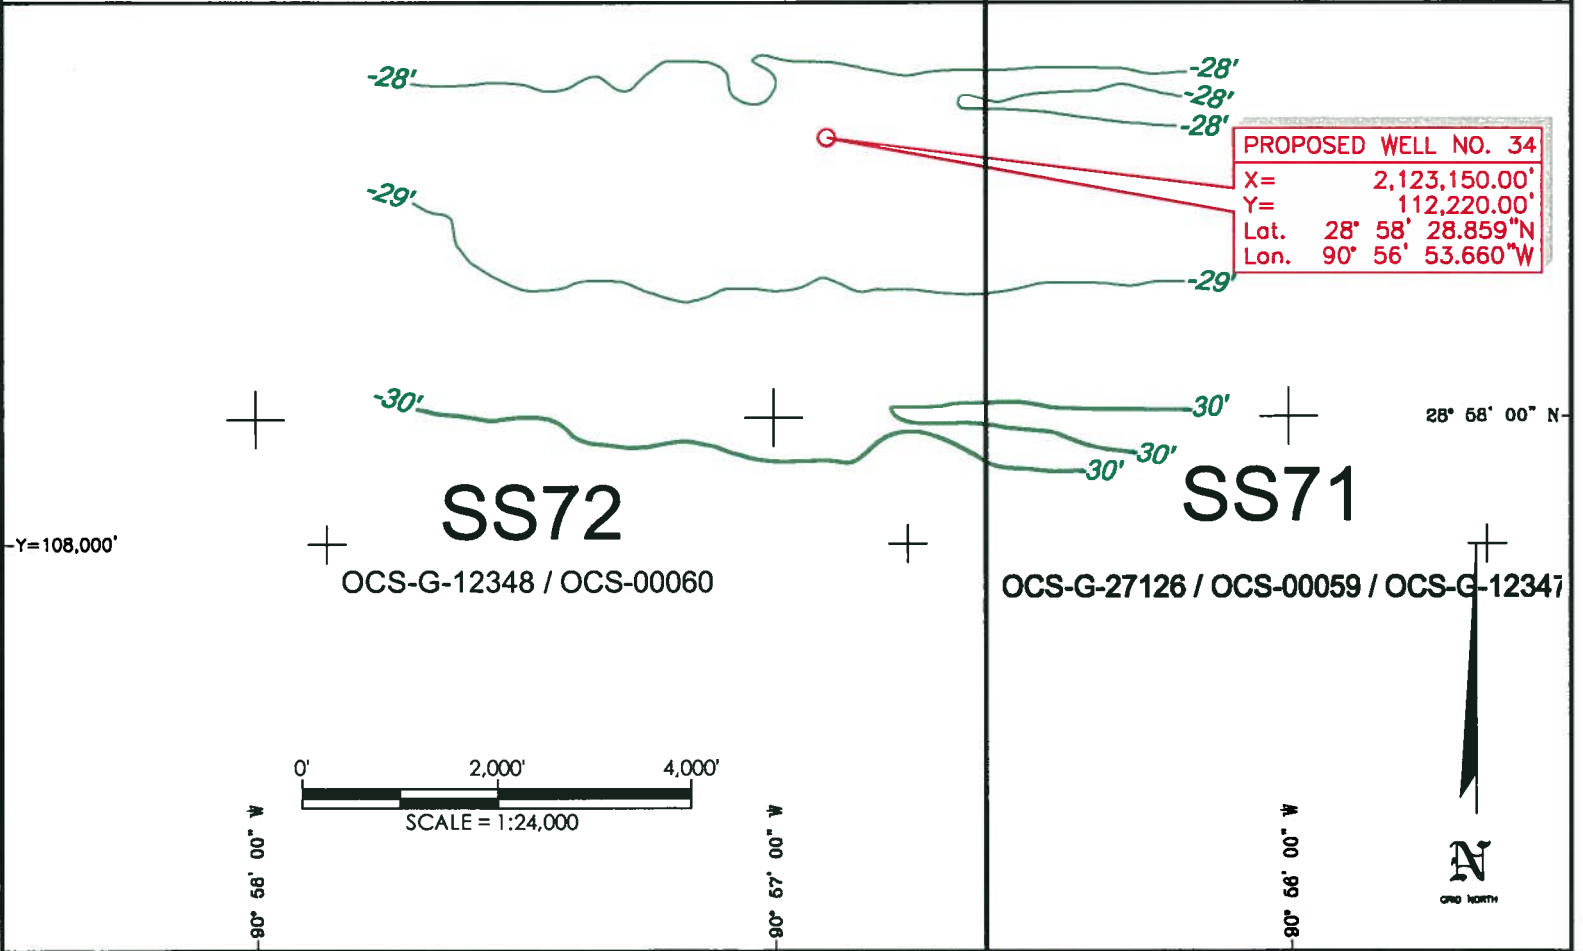 -28'
-28'
-28'
-28'
PROPOSED WELL NO. 34
X= 2,123,150.00'
Y= 112,220.00'
Lat. 28° 58' 28.859"N
Lon. 90° 56' 53.660"W
-29'
-29'
-30'
30'
30'
30'
28° 58' 00" N
SS72
SS71
Y=108,000'
OCS-G-12348 / OCS-00060
OCS-G-27126 / OCS-00059 / OCS-G-12347
0' 2,000' 4,000'
SCALE = 1:24,000
90° 58' 00" W
90° 57' 00" W
90° 56' 00" W
N
GRID NORTH